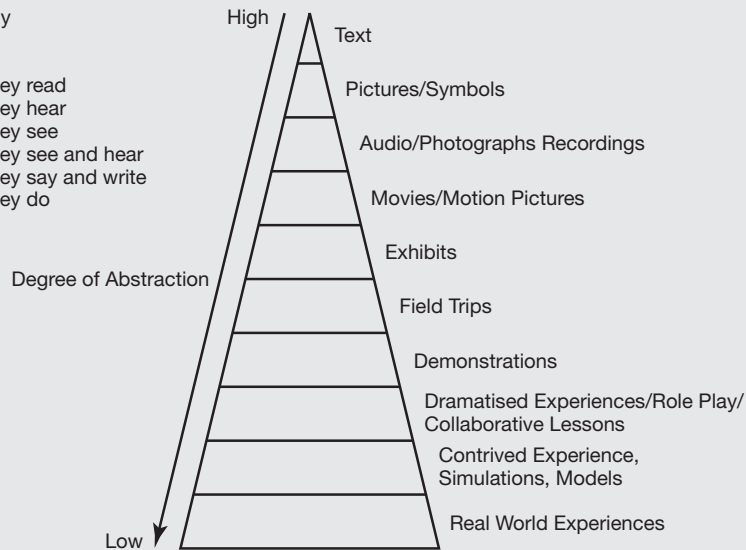 y
ey read
ey hear
ey see
ey see and hear
ey say and write
ey do
High
Text
Pictures/Symbols
Audio/Photographs Recordings
Movies/Motion Pictures
Exhibits
Degree of Abstraction
Field Trips
Demonstrations
Dramatised Experiences/Role Play/
Collaborative Lessons
Contrived Experience,
Simulations, Models
Real World Experiences
Low